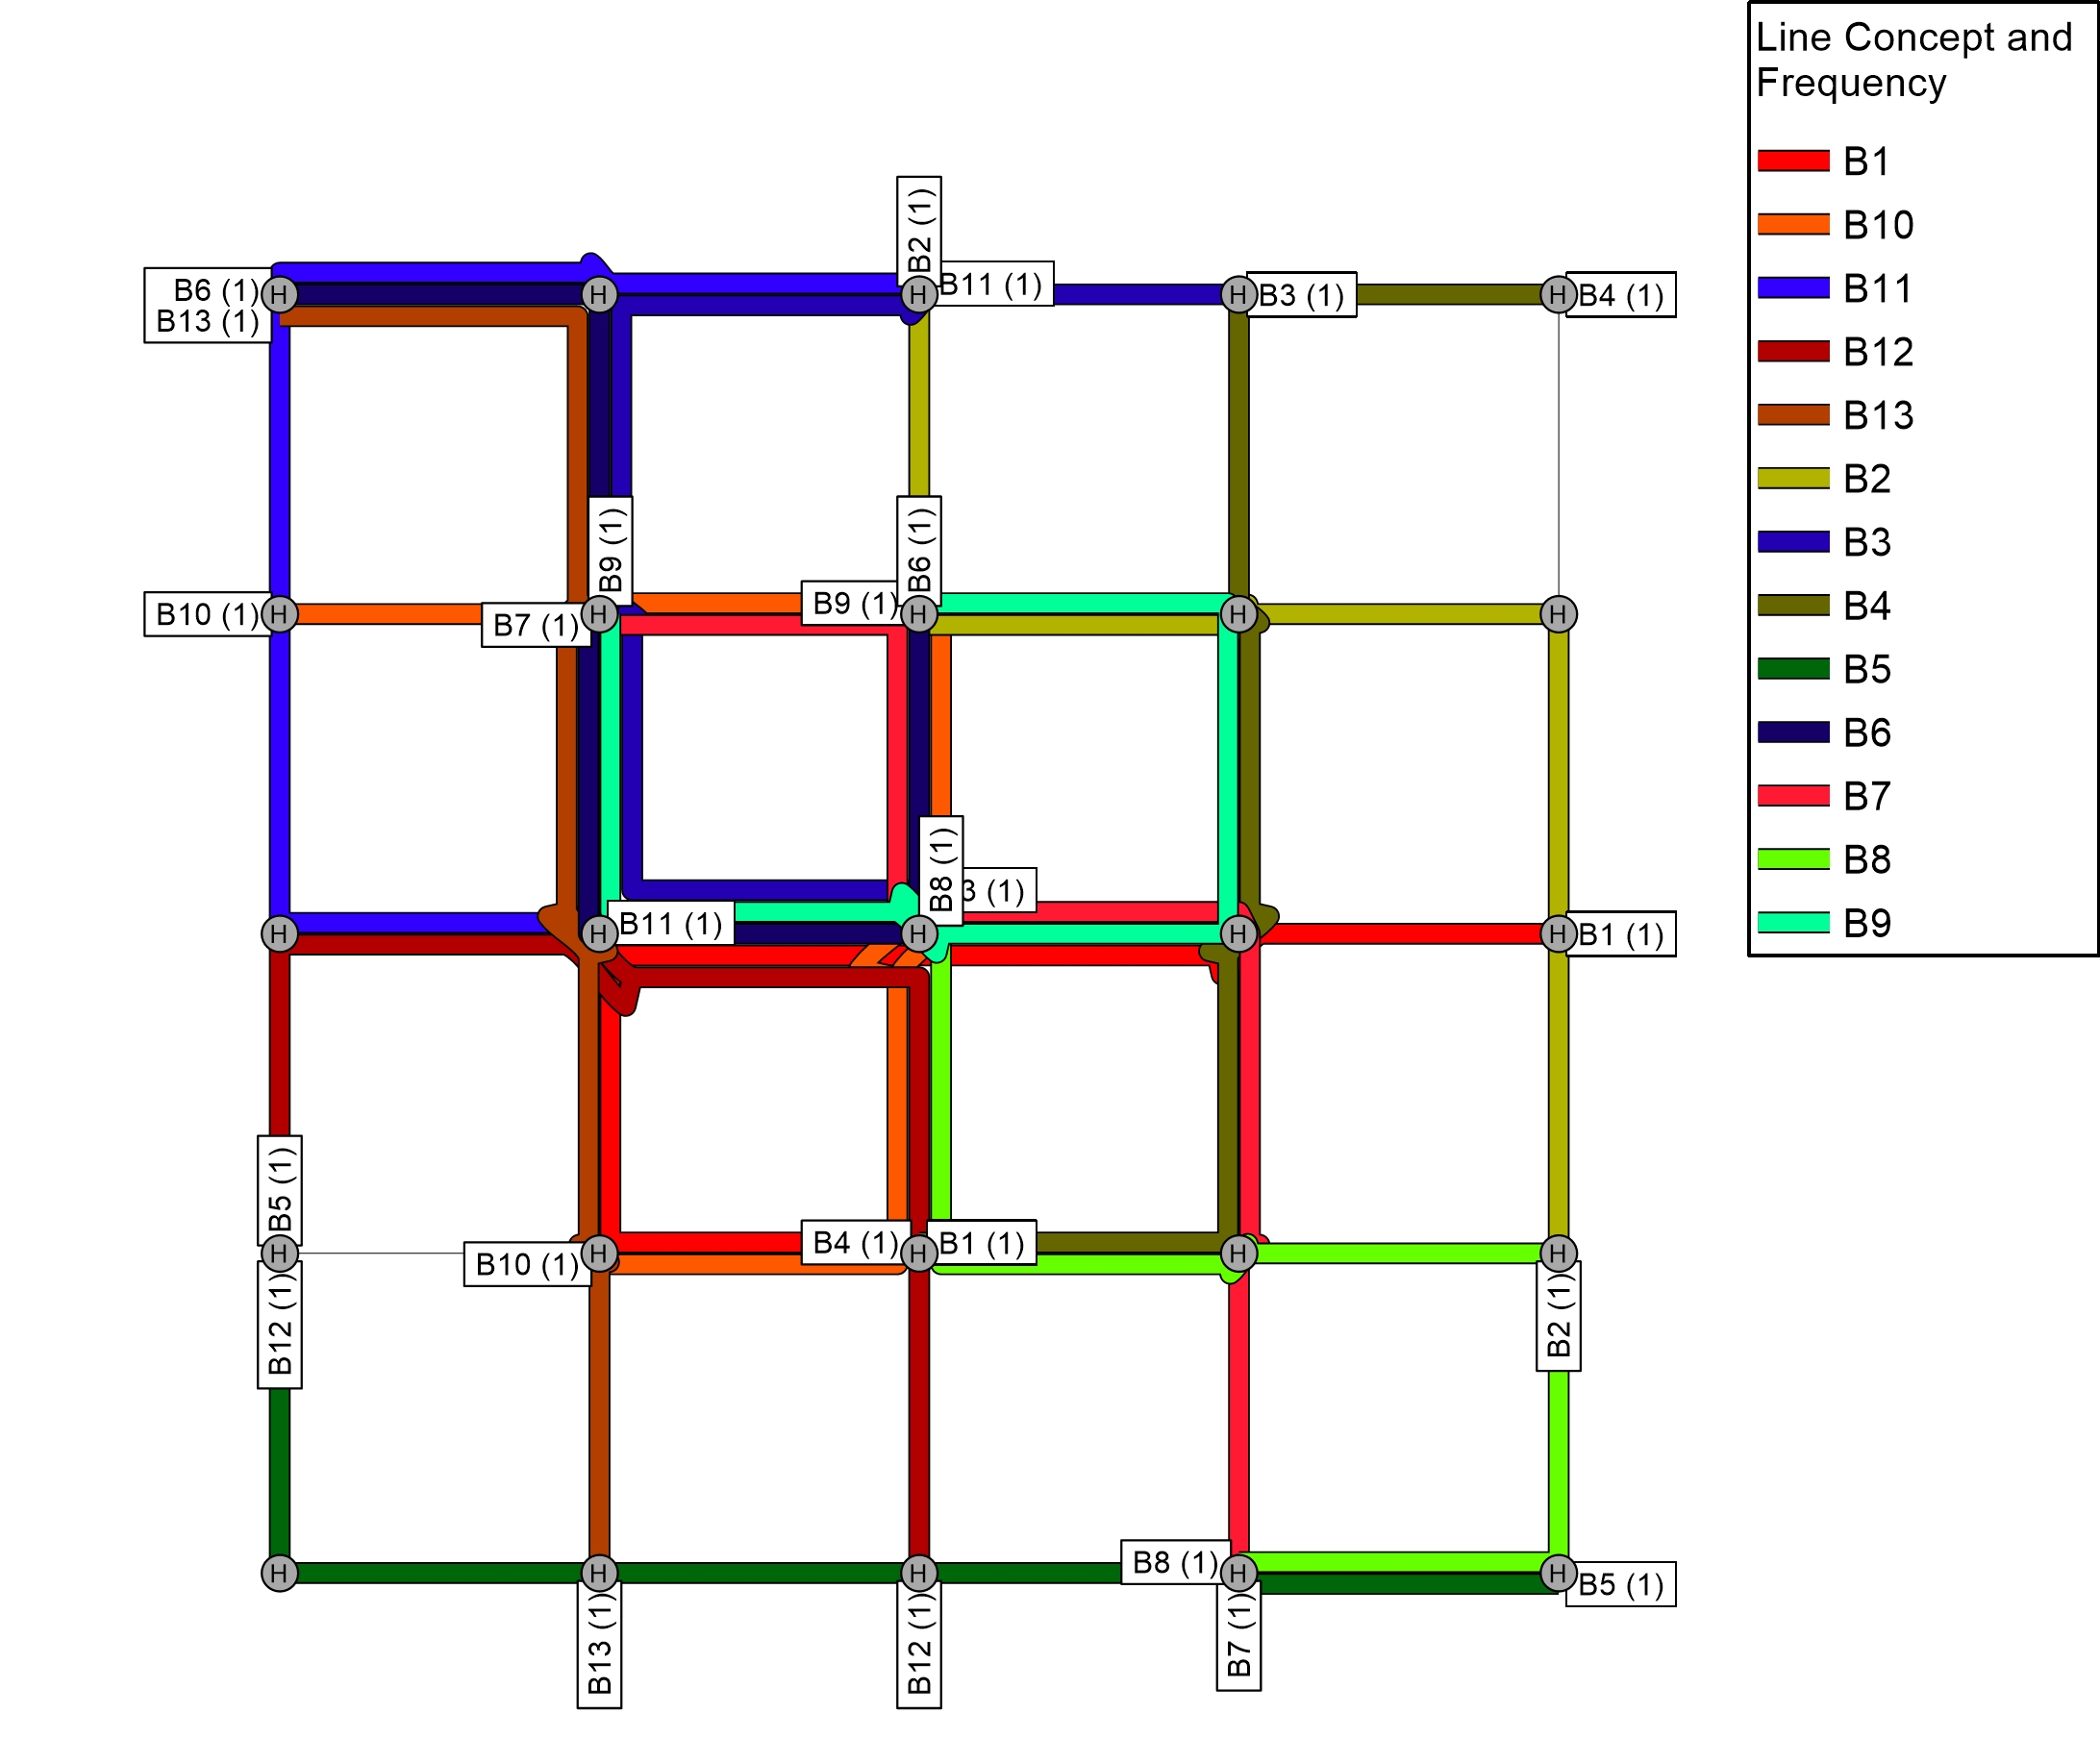 Line Concept and
Frequency
B1
B10
B11
B12
B13
B2
B3
B4
B5
B6
B7
B8
B9
B2 (1)
B6 (1)
B13 (1)
H
H
H
B11 (1)
H
B3 (1)
H
B4 (1)
B9 (1)
B6 (1)
B10 (1)
H
B7 (1)
H
B9 (1)
H
H
H
B8 (1)
3 (1)
H
H
B11 (1)
H
H
H
B1 (1)
B5 (1)
H
B10 (1)
H
B4 (1)
H
B1 (1)
H
H
B12 (1)
B2 (1)
H
H
H
B8 (1)
H
H
B5 (1)
B13 (1)
B12 (1)
B7 (1)